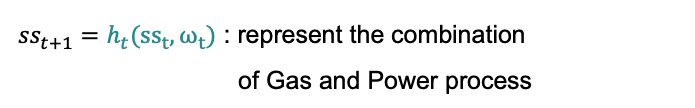 ss_{t+1} = h_t(ss_t, ω_t) : represent the combination
of Gas and Power process